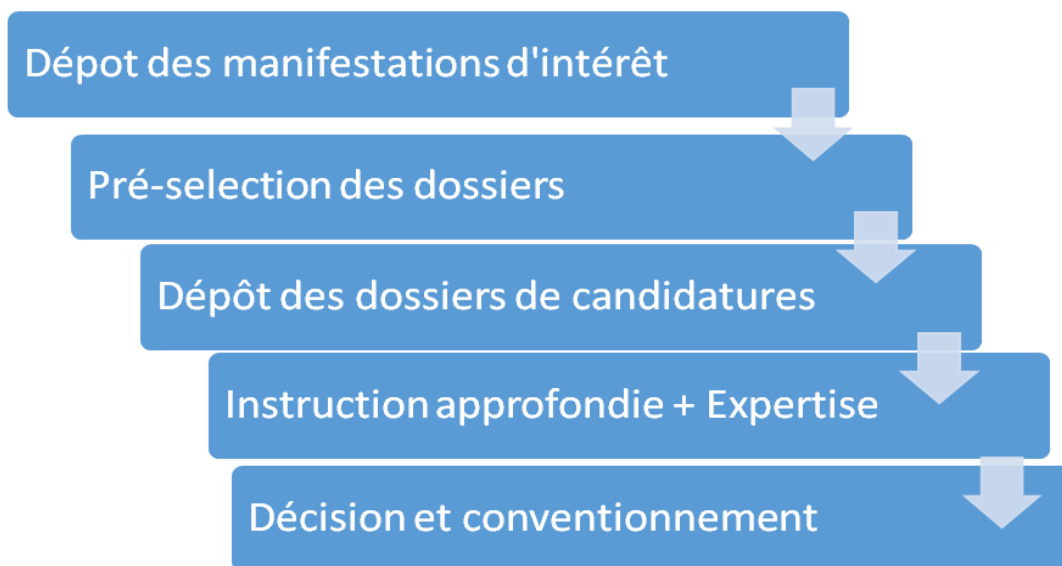 Dépot des manifestations d'intérêt
Pré-selection des dossiers
Dépôt des dossiers de candidatures
Instruction approfondie + Expertise
Décision et conventionnement